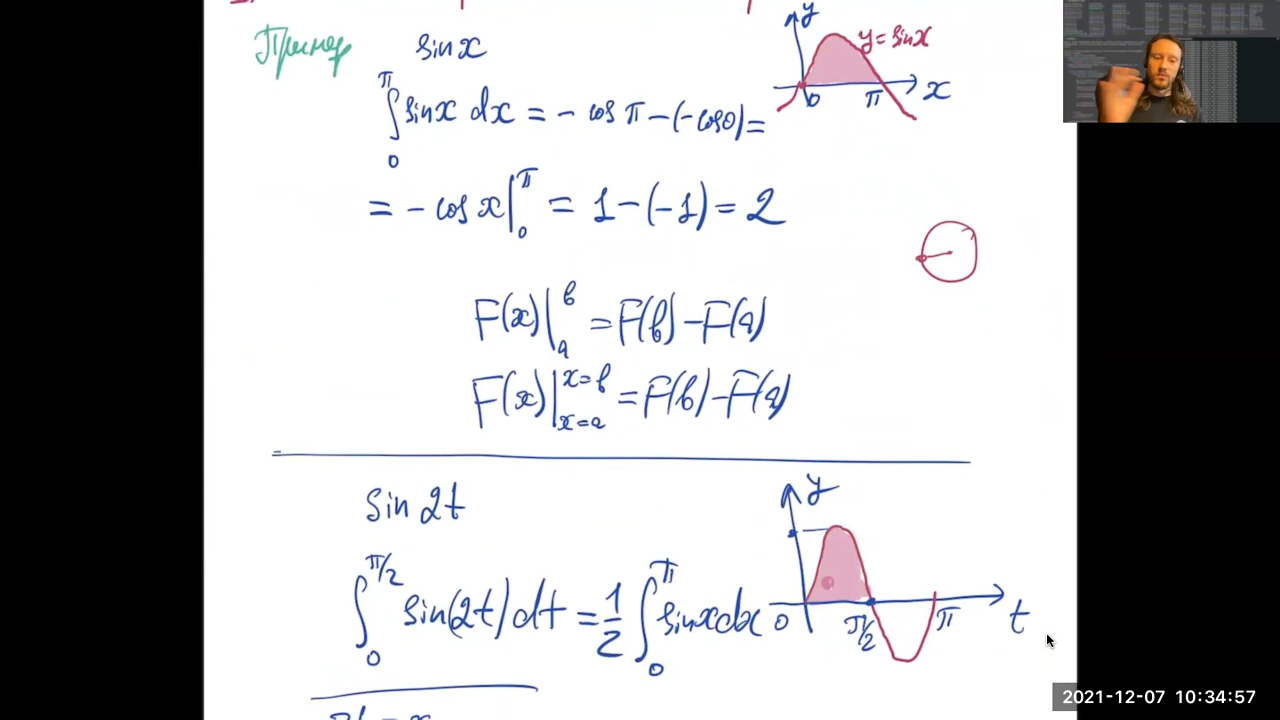 Пример sin x
∫₀^π sin x dx = - cos π - (-cos 0) =
= - cos x |₀^π = 1 - (-1) = 2
y
y = sin x
0 π x
F(x) |ₐ^b = F(b) - F(a)
F(x) |ₓ₌ₐ^x=b = F(b) - F(a)
sin 2t
∫₀^π/2 sin(2t) dt = 1/2 ∫₀^π sin x dx
y
0 π/2 π t
2021-12-07 10:34:57